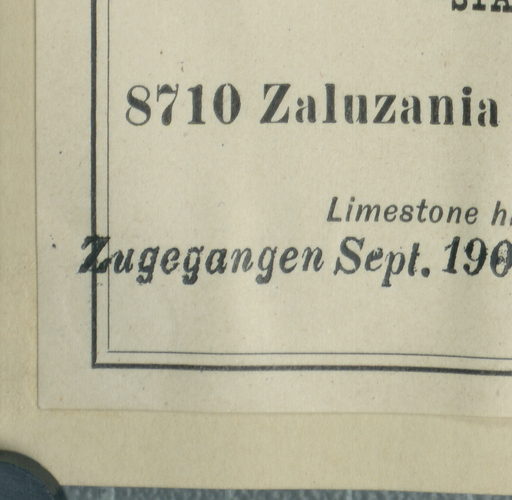 8710 Zaluzania
Limestone
Zugegangen Sept. 190